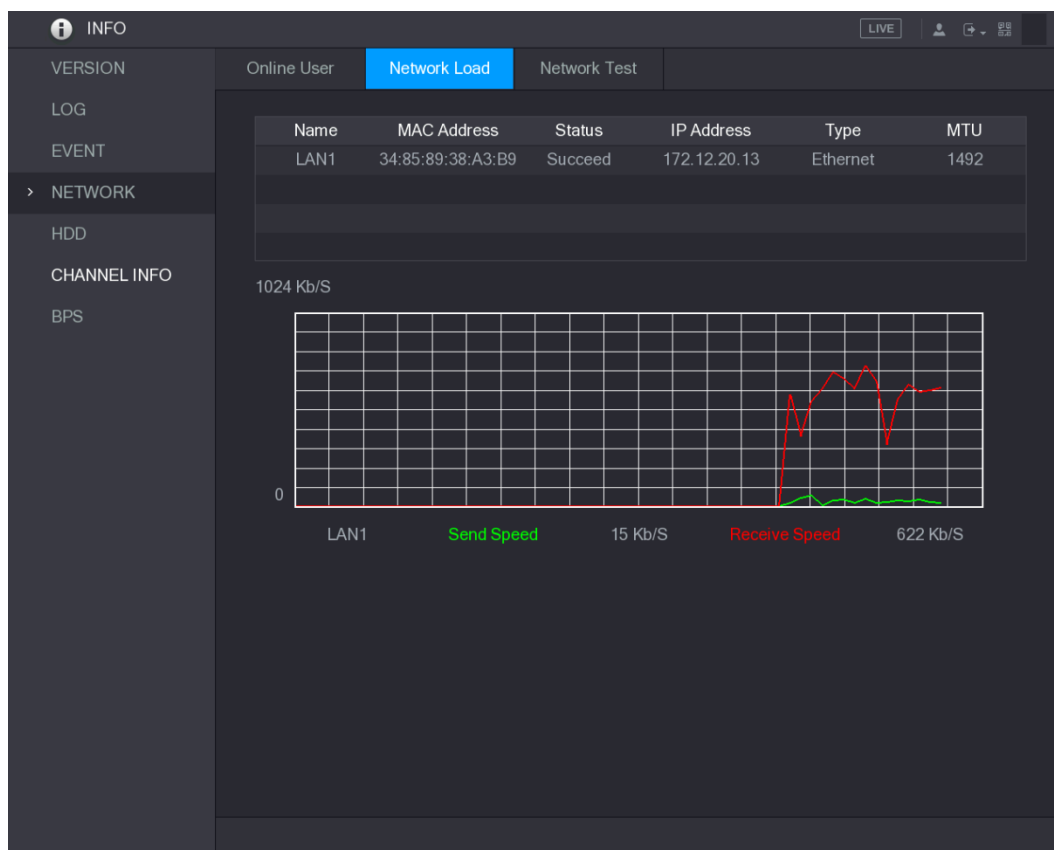 INFO LIVE
VERSION
LOG
EVENT
NETWORK
HDD
CHANNEL INFO
BPS
Online User Network Load Network Test
Name MAC Address Status IP Address Type MTU
LAN1 34:85:89:38:A3:B9 Succeed 172.12.20.13 Ethernet 1492
1024 Kb/S
0
LAN1 Send Speed 15 Kb/S Receive Speed 622 Kb/S